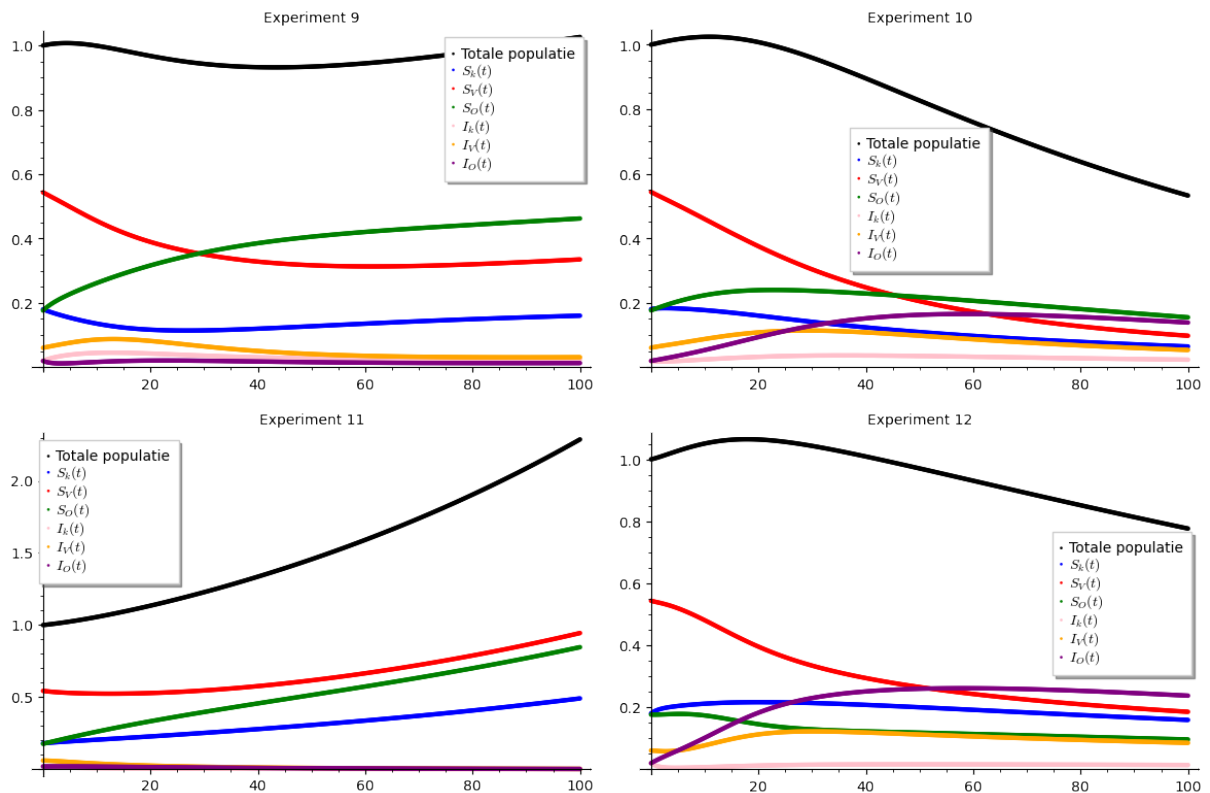 Experiment 9
1.0
0.8
0.6
0.4
0.2
20 40 60 80 100
Totale populatie
S_k(t)
S_V(t)
S_O(t)
I_k(t)
I_V(t)
I_O(t)
Experiment 10
1.0
0.8
0.6
0.4
0.2
20 40 60 80 100
Totale populatie
S_k(t)
S_V(t)
S_O(t)
I_k(t)
I_V(t)
I_O(t)
Experiment 11
2.0
1.5
1.0
0.5
20 40 60 80 100
Totale populatie
S_k(t)
S_V(t)
S_O(t)
I_k(t)
I_V(t)
I_O(t)
Experiment 12
1.0
0.8
0.6
0.4
0.2
20 40 60 80 100
Totale populatie
S_k(t)
S_V(t)
S_O(t)
I_k(t)
I_V(t)
I_O(t)